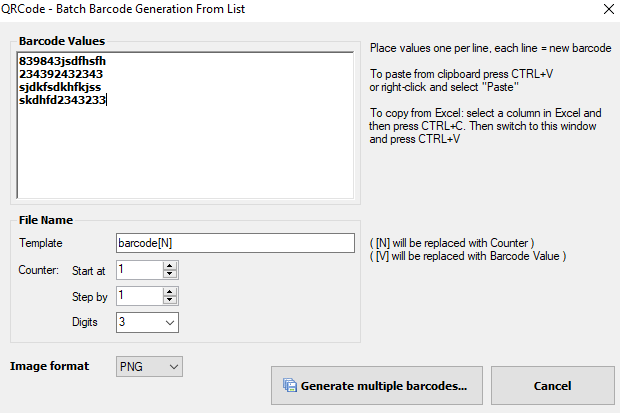 QRCode - Batch Barcode Generation From List
Barcode Values
839843jsdfhsfh
234392432343
sjdkfsdkhfkjss
skdhfd2343233
Place values one per line, each line = new barcode
To paste from clipboard press CTRL+V
or right-click and select "Paste"
To copy from Excel: select a column in Excel and
then press CTRL+C. Then switch to this window
and press CTRL+V
File Name
Template barcode[N]
( [N] will be replaced with Counter )
( [V] will be replaced with Barcode Value )
Counter: Start at 1
Step by 1
Digits 3
Image format PNG
Generate multiple barcodes...
Cancel